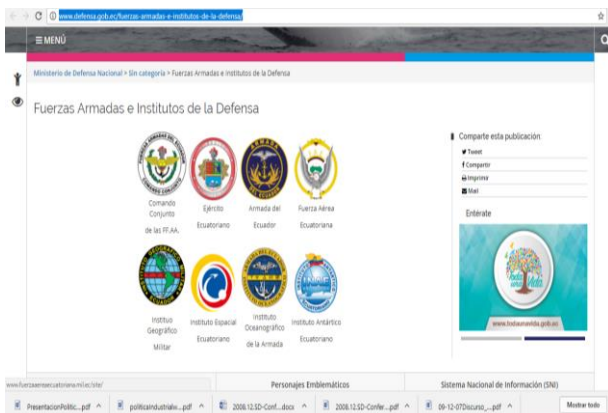 www.defensa.gob.ec/fuerzas-armadas-e-institutos-de-la-defensa/
MENÚ
Ministerio de Defensa Nacional > Sin categoría > Fuerzas Armadas e Institutos de la Defensa
Fuerzas Armadas e Institutos de la Defensa
Comando
Conjunto
de las FF.AA.
Ejército
Ecuatoriano
Armada del
Ecuador
Fuerza Aérea
Ecuatoriana
Instituo
Geográfico
Militar
Instituto Espacial
Ecuatoriano
Instituto
Oceanográfico
de la Armada
Instituto Antártico
Ecuatoriano
Comparte esta publicación
Tweet
Compartir
Imprimir
Mail
Entérate
Toda
una Vida
www.todaunavida.gob.ec
www.fuerzaaereaecuatoriana.mil.ec/site/
Personajes Emblemáticos
Sistema Nacional de Información (SNI)
PresentacionPolitic....pdf
politicaindustrialw....pdf
2008.12.SD-Conf....docx
2008.12.SD-Confer....pdf
09-12-07Discurso_....pdf
Mostrar todo